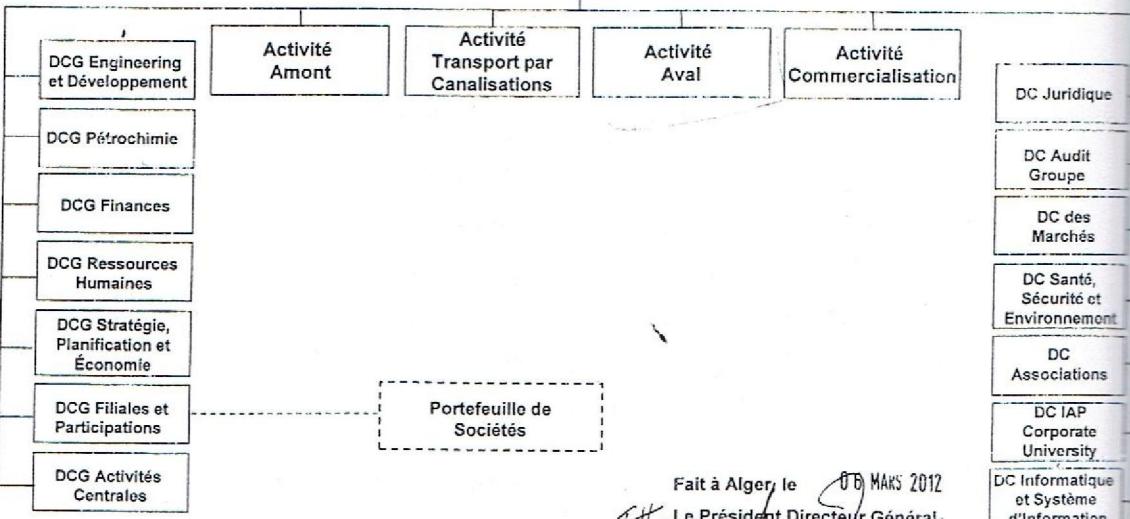 DCG Engineering
et Développement
Activité
Amont
Activité
Transport par
Canalisations
Activité
Aval
Activité
Commercialisation
DC Juridique
DCG Pétrochimie
DC Audit
Groupe
DCG Finances
DC des
Marchés
DCG Ressources
Humaines
DC Santé,
Sécurité et
Environnement
DCG Stratégie,
Planification et
Économie
DC
Associations
DCG Filiales et
Participations
Portefeuille de
Sociétés
DC IAP
Corporate
University
DCG Activités
Centrales
DC Informatique
et Système
d'Information
Fait à Alger, le 06 MARS 2012
Le Président Directeur Général